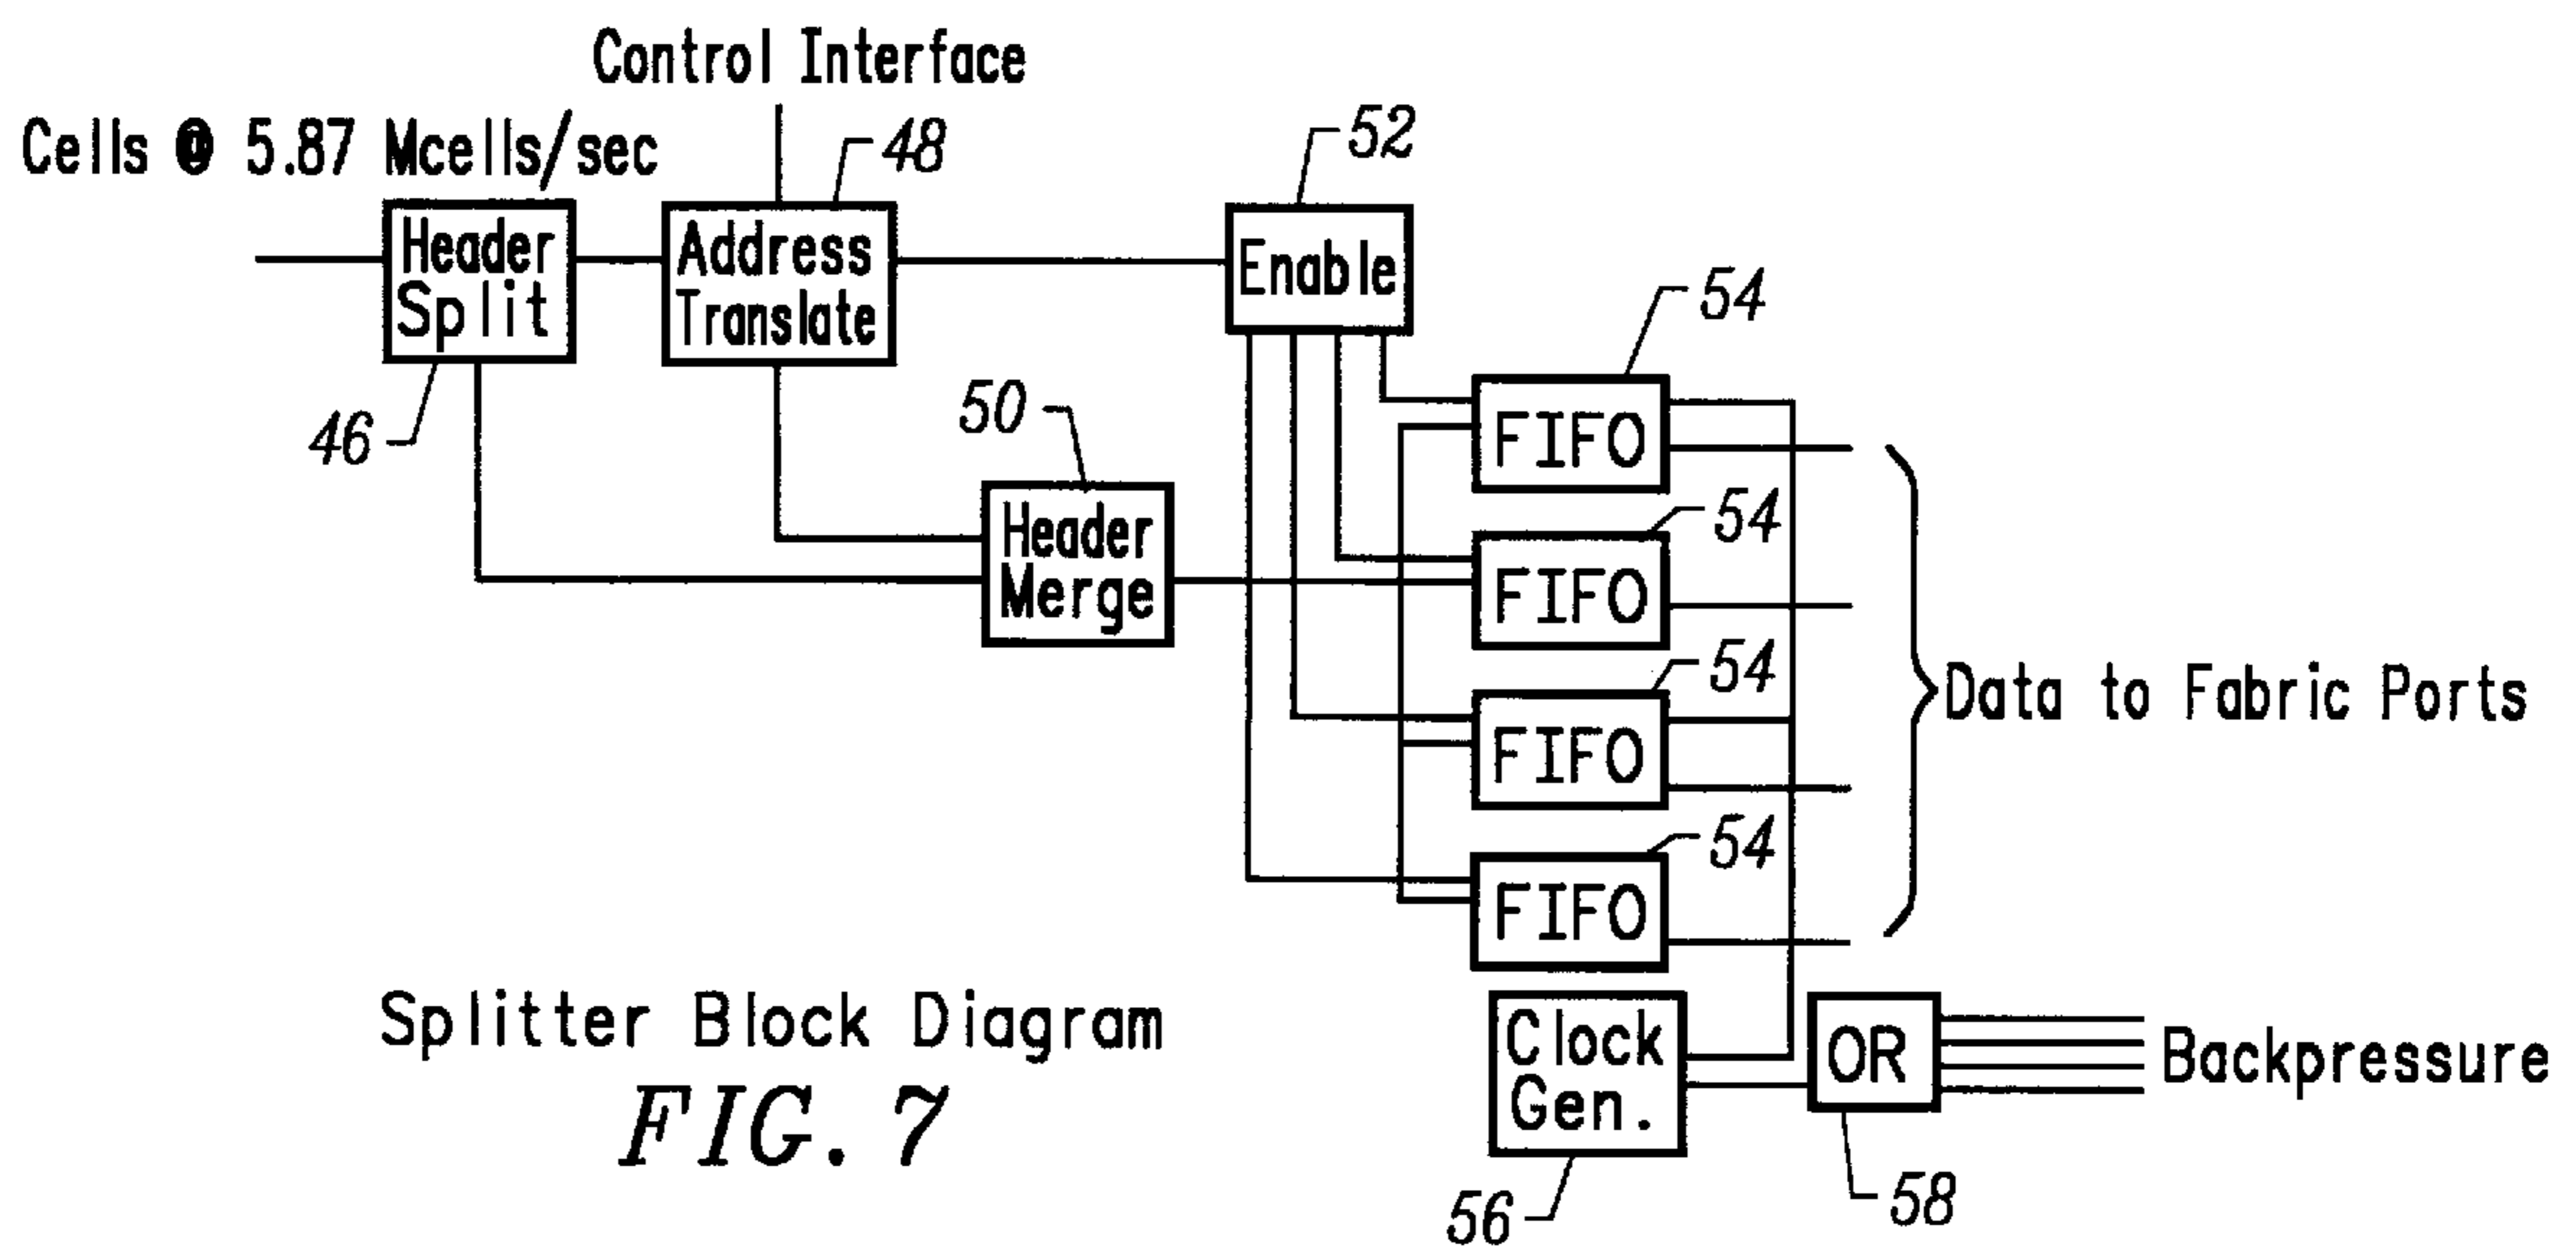 Control Interface
Cells @ 5.87 Mcells/sec
48
52
Header
Split
Address
Translate
Enable
54
46
50
FIFO
54
Header
Merge
FIFO
54
Data to Fabric Ports
FIFO
54
FIFO
Splitter Block Diagram
Clock
Gen.
OR
Backpressure
FIG. 7
56
58